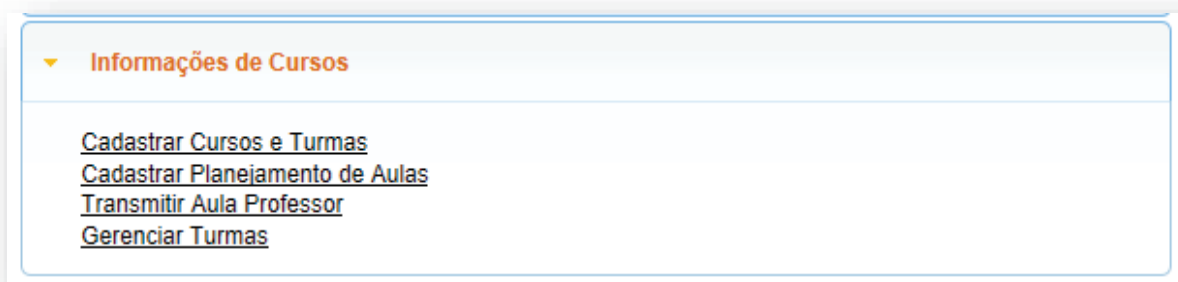 Informações de Cursos
Cadastrar Cursos e Turmas
Cadastrar Planejamento de Aulas
Transmitir Aula Professor
Gerenciar Turmas